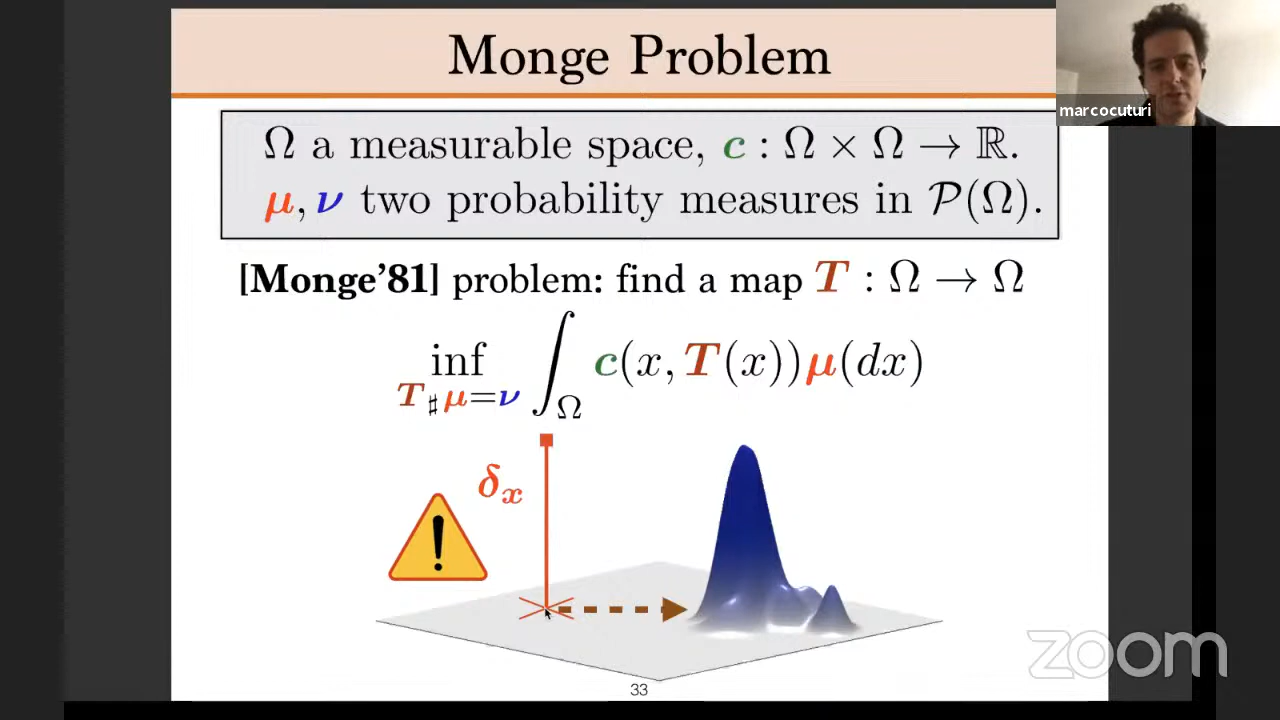 Monge Problem
marcocuturi
Ω a measurable space, c : Ω × Ω → ℝ.
μ, ν two probability measures in 𝒫(Ω).
[Monge’81] problem: find a map T : Ω → Ω
inf ∫ c(x, T(x))μ(dx)
T♯μ=ν Ω
δx
!
zoom
33